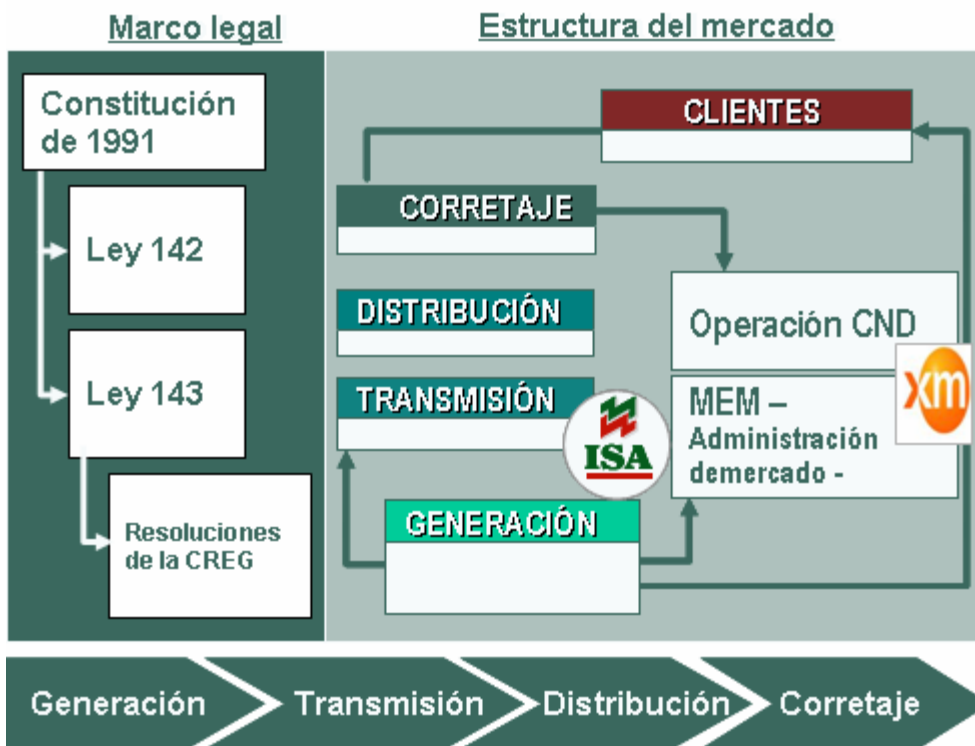 Marco legal
Estructura del mercado
Constitución
de 1991
Ley 142
Ley 143
Resoluciones
de la CREG
CLIENTES
CORRETAJE
DISTRIBUCIÓN
TRANSMISIÓN
ISA
GENERACIÓN
Operación CND
xm
MEM –
Administración
demercado -
Generación
Transmisión
Distribución
Corretaje